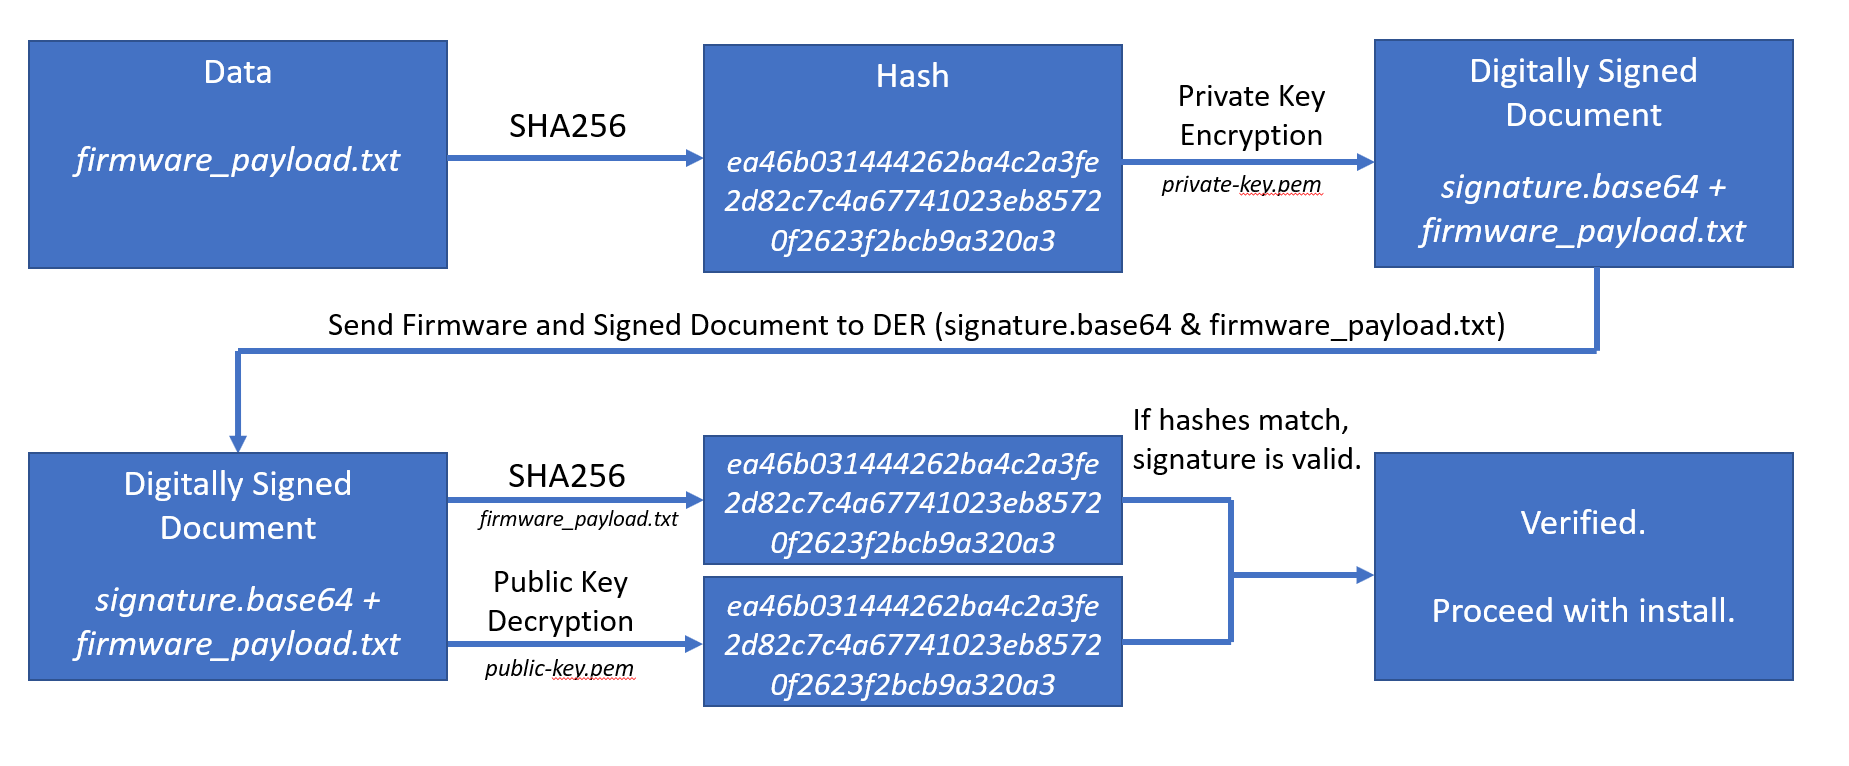 Data
firmware_payload.txt
SHA256
Hash
ea46b031444262ba4c2a3fe
2d82c7c4a67741023eb8572
0f2623f2bcb9a320a3
Private Key
Encryption
private-key.pem
Digitally Signed
Document
signature.base64 +
firmware_payload.txt
Send Firmware and Signed Document to DER (signature.base64 & firmware_payload.txt)
Digitally Signed
Document
signature.base64 +
firmware_payload.txt
SHA256
firmware_payload.txt
Public Key
Decryption
public-key.pem
ea46b031444262ba4c2a3fe
2d82c7c4a67741023eb8572
0f2623f2bcb9a320a3
ea46b031444262ba4c2a3fe
2d82c7c4a67741023eb8572
0f2623f2bcb9a320a3
If hashes match,
signature is valid.
Verified.
Proceed with install.